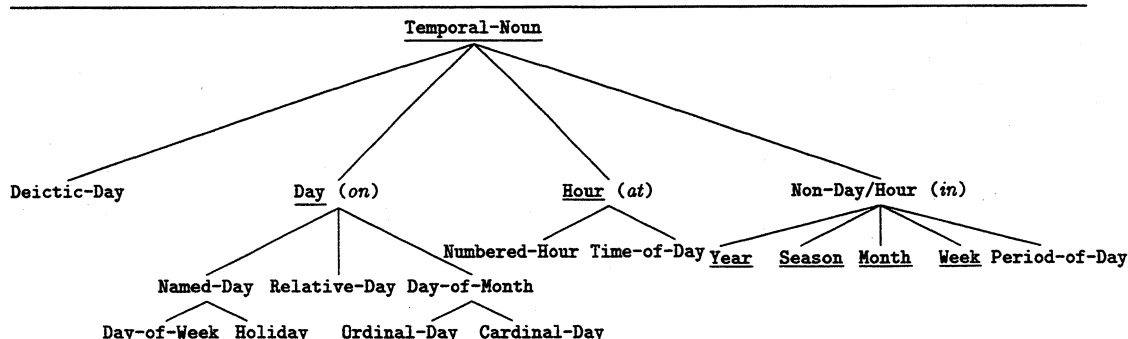 Temporal-Noun
Deictic-Day Day (on) Hour (at) Non-Day/Hour (in)
Numbered-Hour Time-of-Day Year Season Month Week Period-of-Day
Named-Day Relative-Day Day-of-Month
Day-of-Week Holiday Ordinal-Day Cardinal-Day